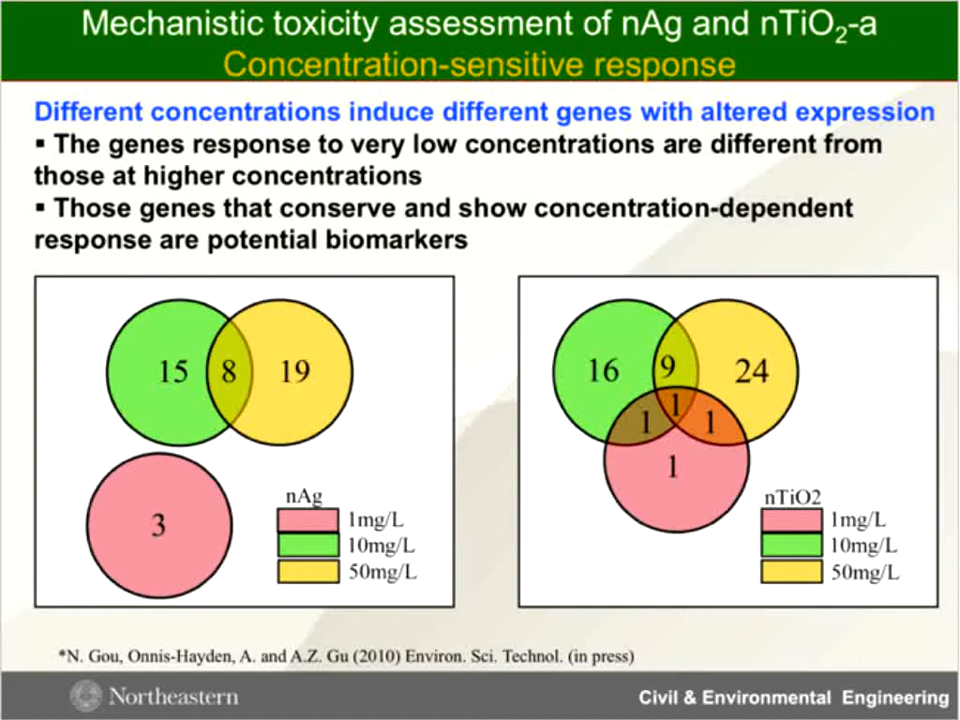 Mechanistic toxicity assessment of nAg and nTiO₂-a
Concentration-sensitive response
Different concentrations induce different genes with altered expression
▪ The genes response to very low concentrations are different from
those at higher concentrations
▪ Those genes that conserve and show concentration-dependent
response are potential biomarkers
15 8 19
3
nAg
1mg/L
10mg/L
50mg/L
16 9 24
1 1 1
1
nTiO2
1mg/L
10mg/L
50mg/L
*N. Gou, Onnis-Hayden, A. and A.Z. Gu (2010) Environ. Sci. Technol. (in press)
Northeastern
Civil & Environmental Engineering